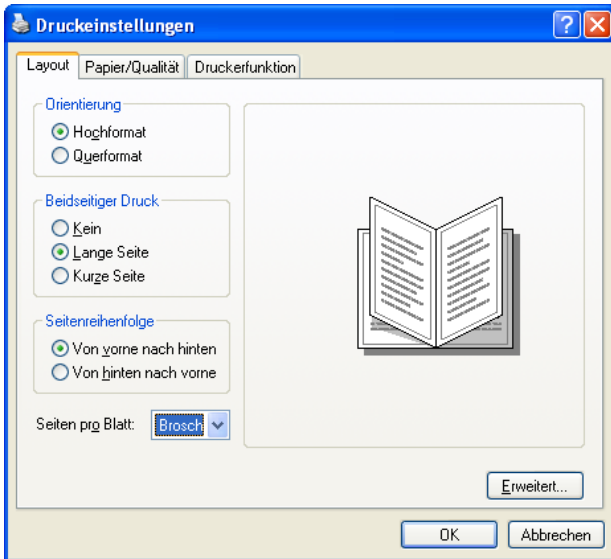 Druckeinstellungen
Layout Papier/Qualität Druckerfunktion
Orientierung
Hochformat
Querformat
Beidseitiger Druck
Kein
Lange Seite
Kurze Seite
Seitenreihenfolge
Von vorne nach hinten
Von hinten nach vorne
Seiten pro Blatt: Brosch
Erweitert...
OK Abbrechen